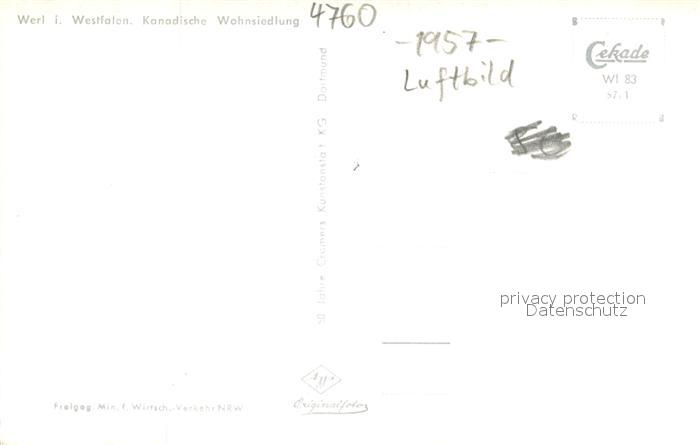 Werl i. Westfalen. Kanadische Wohnsiedlung
4760
-1957-
Luftbild
Cekade
WI 83
57. 1
50 Jahre Cramers Kunstanstalt KG Dortmund
privacy protection
Datenschutz
Agfa
Originalfoto
Freigeg. Min. f. Wirtsch.-Verkehr NRW